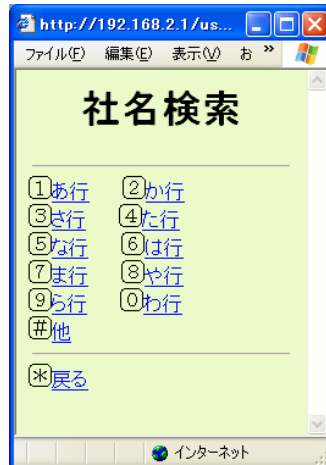 http://192.168.2.1/us...
ファイル(F) 編集(E) 表示(V) お »
社名検索
1あ行 2か行
3さ行 4た行
5な行 6は行
7ま行 8や行
9ら行 0わ行
#他
*戻る
インターネット